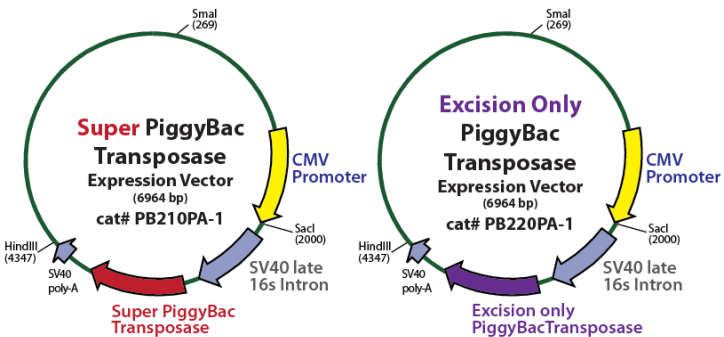 SmaI
(269)
Super PiggyBac
Transposase
Expression Vector
(6964 bp)
cat# PB210PA-1
CMV
Promoter
SacI
(2000)
SV40 late
16s Intron
Super PiggyBac
Transposase
SV40
poly-A
HindIII
(4347)
SmaI
(269)
Excision Only
PiggyBac
Transposase
Expression Vector
(6964 bp)
cat# PB220PA-1
CMV
Promoter
SacI
(2000)
SV40 late
16s Intron
Excision only
PiggyBacTransposase
SV40
poly-A
HindIII
(4347)